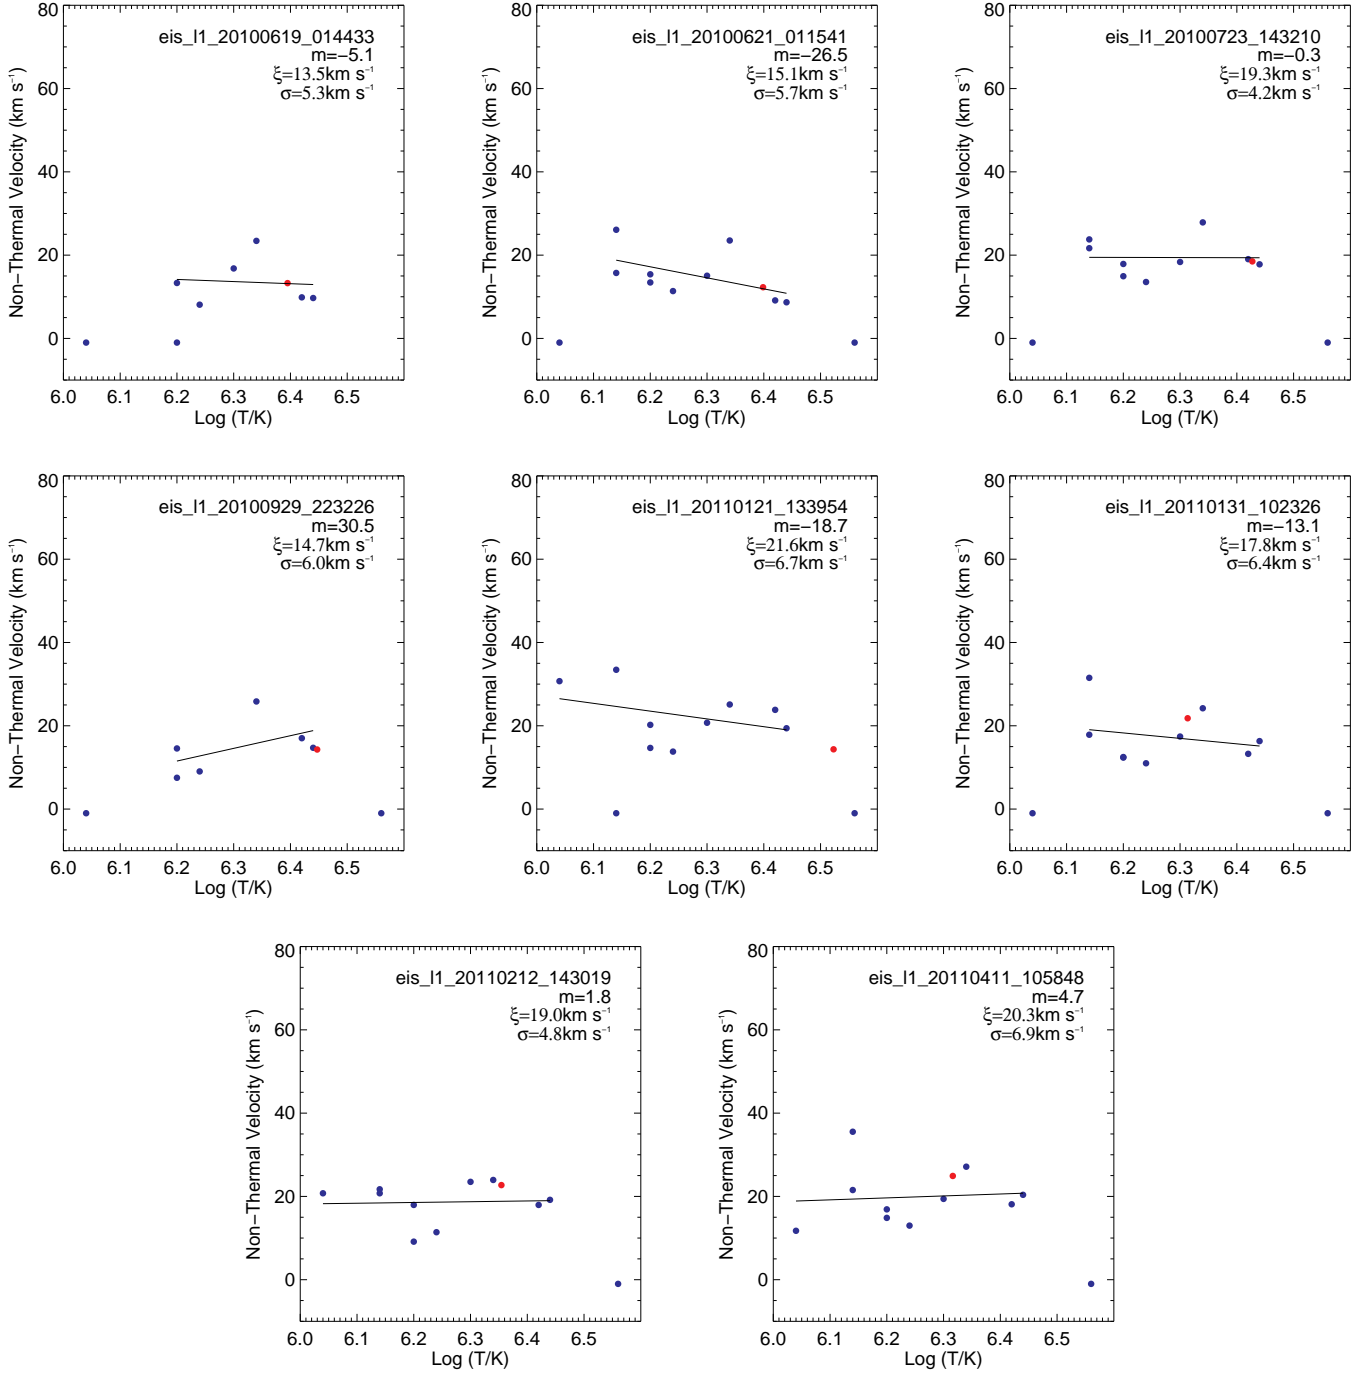 80
60
40
20
0
Non−Thermal Velocity (km s⁻¹)
eis_l1_20100619_014433
m=−5.1
ξ=13.5km s⁻¹
σ=5.3km s⁻¹
6.0 6.1 6.2 6.3 6.4 6.5
Log (T/K)
80
60
40
20
0
Non−Thermal Velocity (km s⁻¹)
eis_l1_20100621_011541
m=−26.5
ξ=15.1km s⁻¹
σ=5.7km s⁻¹
6.0 6.1 6.2 6.3 6.4 6.5
Log (T/K)
80
60
40
20
0
Non−Thermal Velocity (km s⁻¹)
eis_l1_20100723_143210
m=−0.3
ξ=19.3km s⁻¹
σ=4.2km s⁻¹
6.0 6.1 6.2 6.3 6.4 6.5
Log (T/K)
80
60
40
20
0
Non−Thermal Velocity (km s⁻¹)
eis_l1_20100929_223226
m=30.5
ξ=14.7km s⁻¹
σ=6.0km s⁻¹
6.0 6.1 6.2 6.3 6.4 6.5
Log (T/K)
80
60
40
20
0
Non−Thermal Velocity (km s⁻¹)
eis_l1_20110121_133954
m=−18.7
ξ=21.6km s⁻¹
σ=6.7km s⁻¹
6.0 6.1 6.2 6.3 6.4 6.5
Log (T/K)
80
60
40
20
0
Non−Thermal Velocity (km s⁻¹)
eis_l1_20110131_102326
m=−13.1
ξ=17.8km s⁻¹
σ=6.4km s⁻¹
6.0 6.1 6.2 6.3 6.4 6.5
Log (T/K)
80
60
40
20
0
Non−Thermal Velocity (km s⁻¹)
eis_l1_20110212_143019
m=1.8
ξ=19.0km s⁻¹
σ=4.8km s⁻¹
6.0 6.1 6.2 6.3 6.4 6.5
Log (T/K)
80
60
40
20
0
Non−Thermal Velocity (km s⁻¹)
eis_l1_20110411_105848
m=4.7
ξ=20.3km s⁻¹
σ=6.9km s⁻¹
6.0 6.1 6.2 6.3 6.4 6.5
Log (T/K)